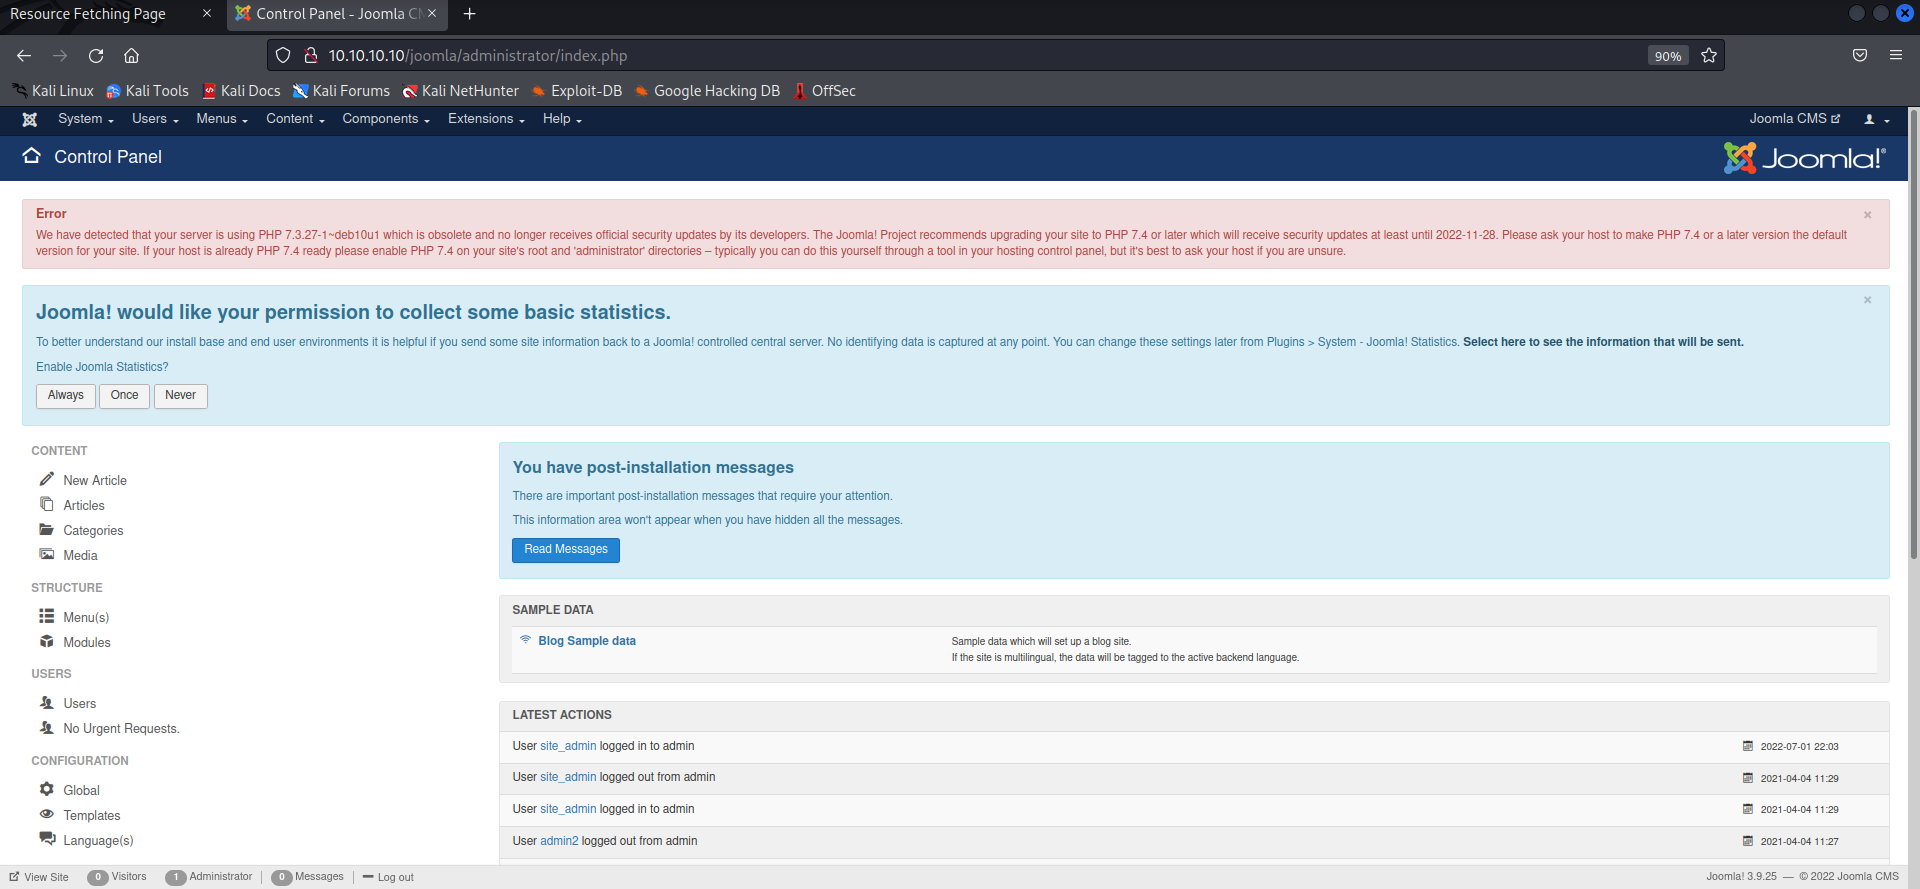 Resource Fetching Page
Control Panel - Joomla C
10.10.10.10/joomla/administrator/index.php
90%
Kali Linux Kali Tools Kali Docs Kali Forums Kali NetHunter Exploit-DB Google Hacking DB OffSec
System Users Menus Content Components Extensions Help Joomla CMS
Control Panel
Joomla!®
Error
We have detected that your server is using PHP 7.3.27-1~deb10u1 which is obsolete and no longer receives official security updates by its developers. The Joomla! Project recommends upgrading your site to PHP 7.4 or later which will receive security updates at least until 2022-11-28. Please ask your host to make PHP 7.4 or a later version the default
version for your site. If your host is already PHP 7.4 ready please enable PHP 7.4 on your site's root and 'administrator' directories – typically you can do this yourself through a tool in your hosting control panel, but it's best to ask your host if you are unsure.
Joomla! would like your permission to collect some basic statistics.
To better understand our install base and end user environments it is helpful if you send some site information back to a Joomla! controlled central server. No identifying data is captured at any point. You can change these settings later from Plugins > System - Joomla! Statistics. Select here to see the information that will be sent.
Enable Joomla Statistics?
Always Once Never
CONTENT
New Article
Articles
Categories
Media
STRUCTURE
Menu(s)
Modules
USERS
Users
No Urgent Requests.
CONFIGURATION
Global
Templates
Language(s)
You have post-installation messages
There are important post-installation messages that require your attention.
This information area won't appear when you have hidden all the messages.
Read Messages
SAMPLE DATA
Blog Sample data
Sample data which will set up a blog site.
If the site is multilingual, the data will be tagged to the active backend language.
LATEST ACTIONS
User site_admin logged in to admin 2022-07-01 22:03
User site_admin logged out from admin 2021-04-04 11:29
User site_admin logged in to admin 2021-04-04 11:29
User admin2 logged out from admin 2021-04-04 11:27
View Site 0 Visitors 1 Administrator 0 Messages Log out Joomla! 3.9.25 — © 2022 Joomla CMS